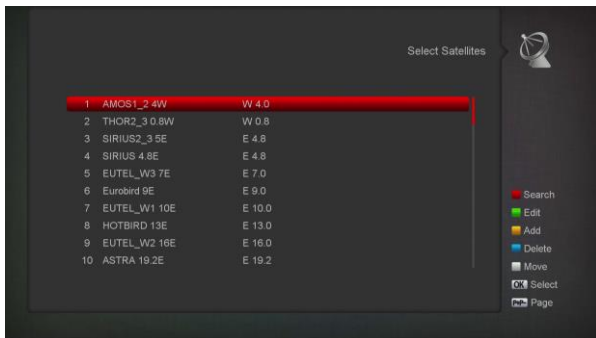 Select Satellites
1 AMOS1_2 4W W 4.0
2 THOR2_3 0.8W W 0.8
3 SIRIUS2_3 5E E 4.8
4 SIRIUS 4.8E E 4.8
5 EUTEL_W3 7E E 7.0
6 Eurobird 9E E 9.0
7 EUTEL_W1 10E E 10.0
8 HOTBIRD 13E E 13.0
9 EUTEL_W2 16E E 16.0
10 ASTRA 19.2E E 19.2
Search
Edit
Add
Delete
Move
OK Select
Page